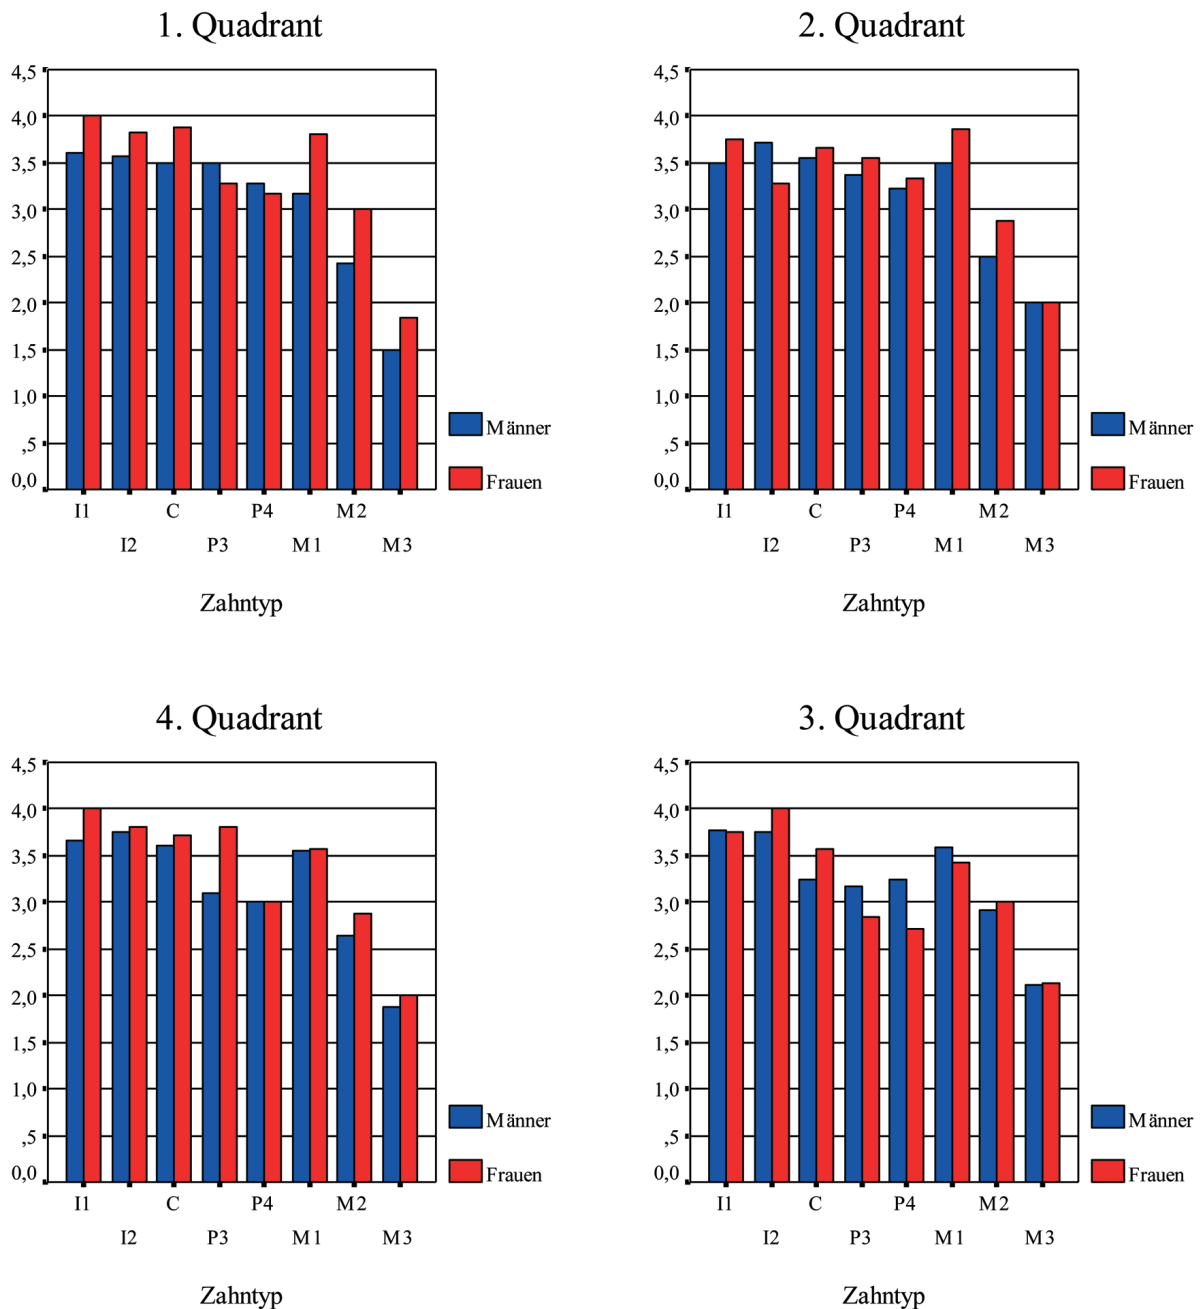 1. Quadrant
4,5
4,0
3,5
3,0
2,5
2,0
1,5
1,0
,5
0,0
I1
C
P4
M2
I2
P3
M1
M3
Zahntyp
Männer
Frauen
2. Quadrant
4,5
4,0
3,5
3,0
2,5
2,0
1,5
1,0
,5
0,0
I1
C
P4
M2
I2
P3
M1
M3
Zahntyp
Männer
Frauen
4. Quadrant
4,5
4,0
3,5
3,0
2,5
2,0
1,5
1,0
,5
0,0
I1
C
P4
M2
I2
P3
M1
M3
Zahntyp
Männer
Frauen
3. Quadrant
4,5
4,0
3,5
3,0
2,5
2,0
1,5
1,0
,5
0,0
I1
C
P4
M2
I2
P3
M1
M3
Zahntyp
Männer
Frauen